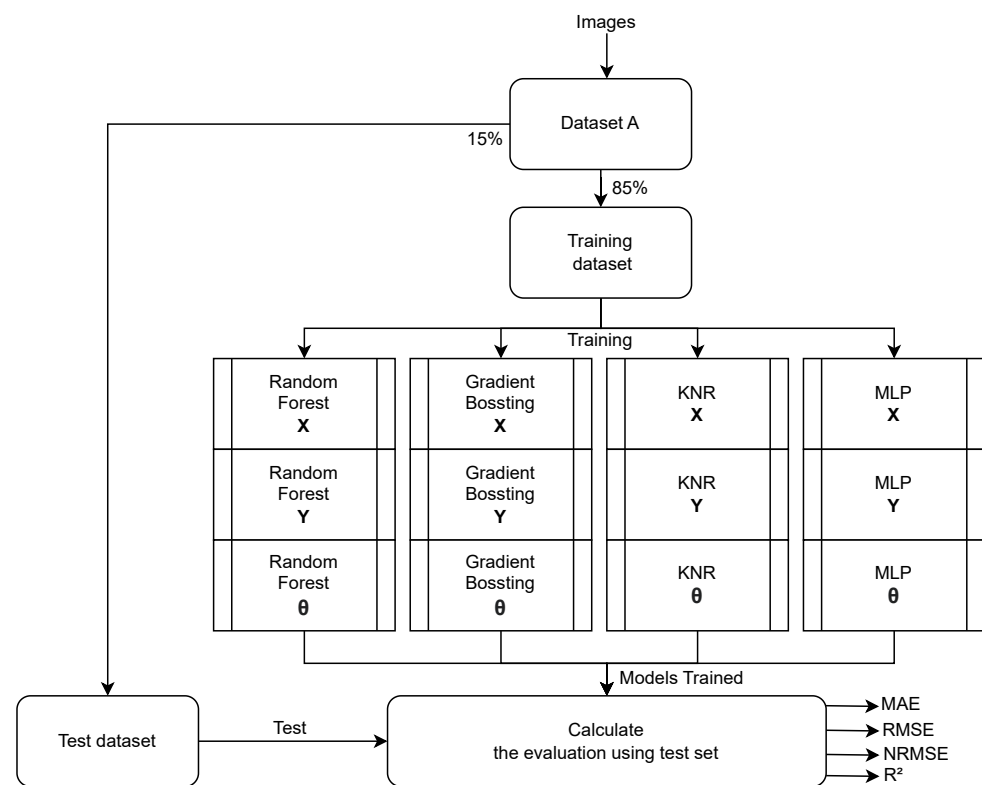 Images
Dataset A
15%
85%
Training
dataset
Training
Random
Forest
X
Gradient
Bossting
X
KNR
X
MLP
X
Random
Forest
Y
Gradient
Bossting
Y
KNR
Y
MLP
Y
Random
Forest
θ
Gradient
Bossting
θ
KNR
θ
MLP
θ
Models Trained
Test dataset
Test
Calculate
the evaluation using test set
MAE
RMSE
NRMSE
R²